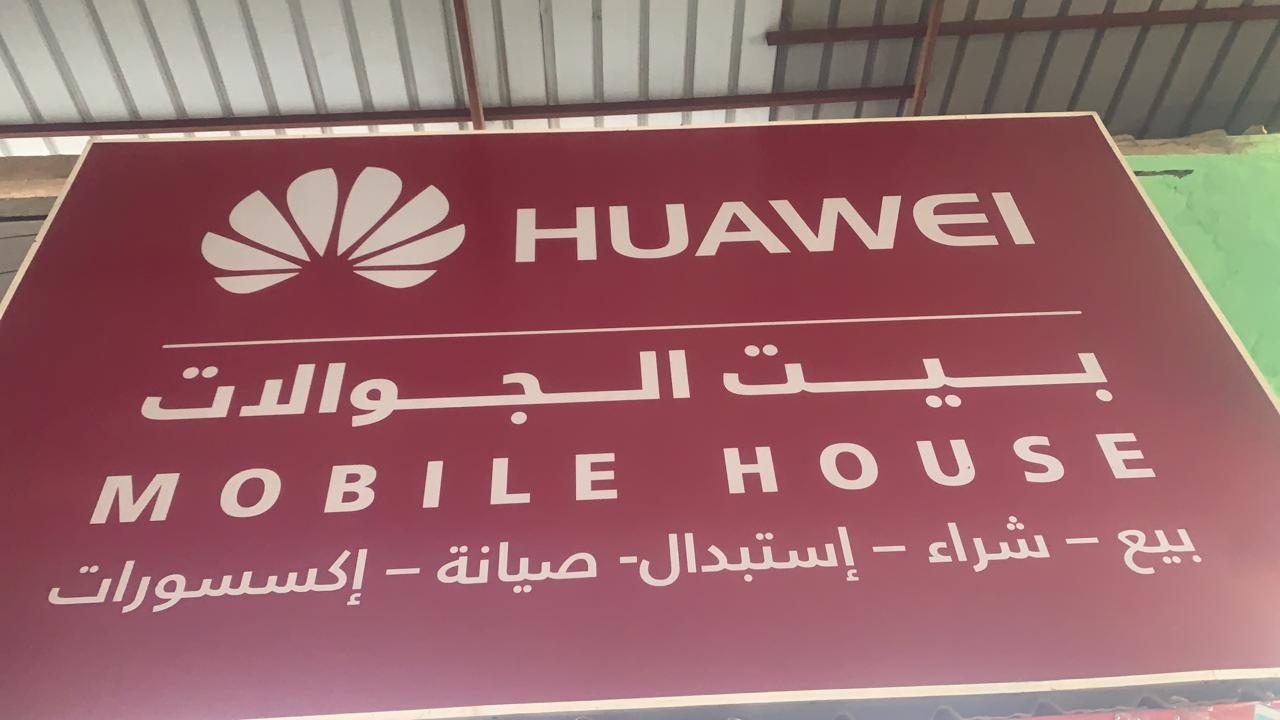 HUAWEI
بيت الجوالات
MOBILE HOUSE
بيع – شراء – إستبدال- صيانة – إكسسورات